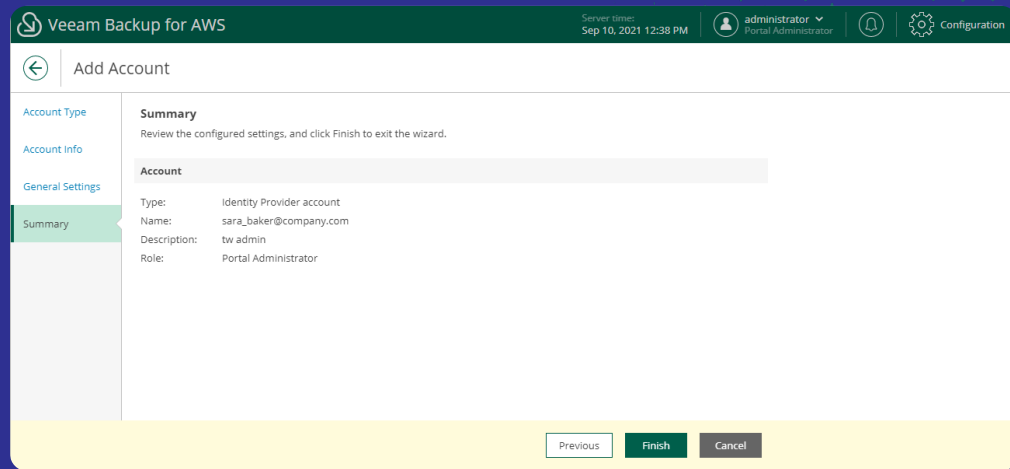 Veeam Backup for AWS
Server time:
Sep 10, 2021 12:38 PM
administrator
Portal Administrator
Configuration
Add Account
Account Type
Account Info
General Settings
Summary
Summary
Review the configured settings, and click Finish to exit the wizard.
Account
Type: Identity Provider account
Name: sara_baker@company.com
Description: tw admin
Role: Portal Administrator
Previous Finish Cancel